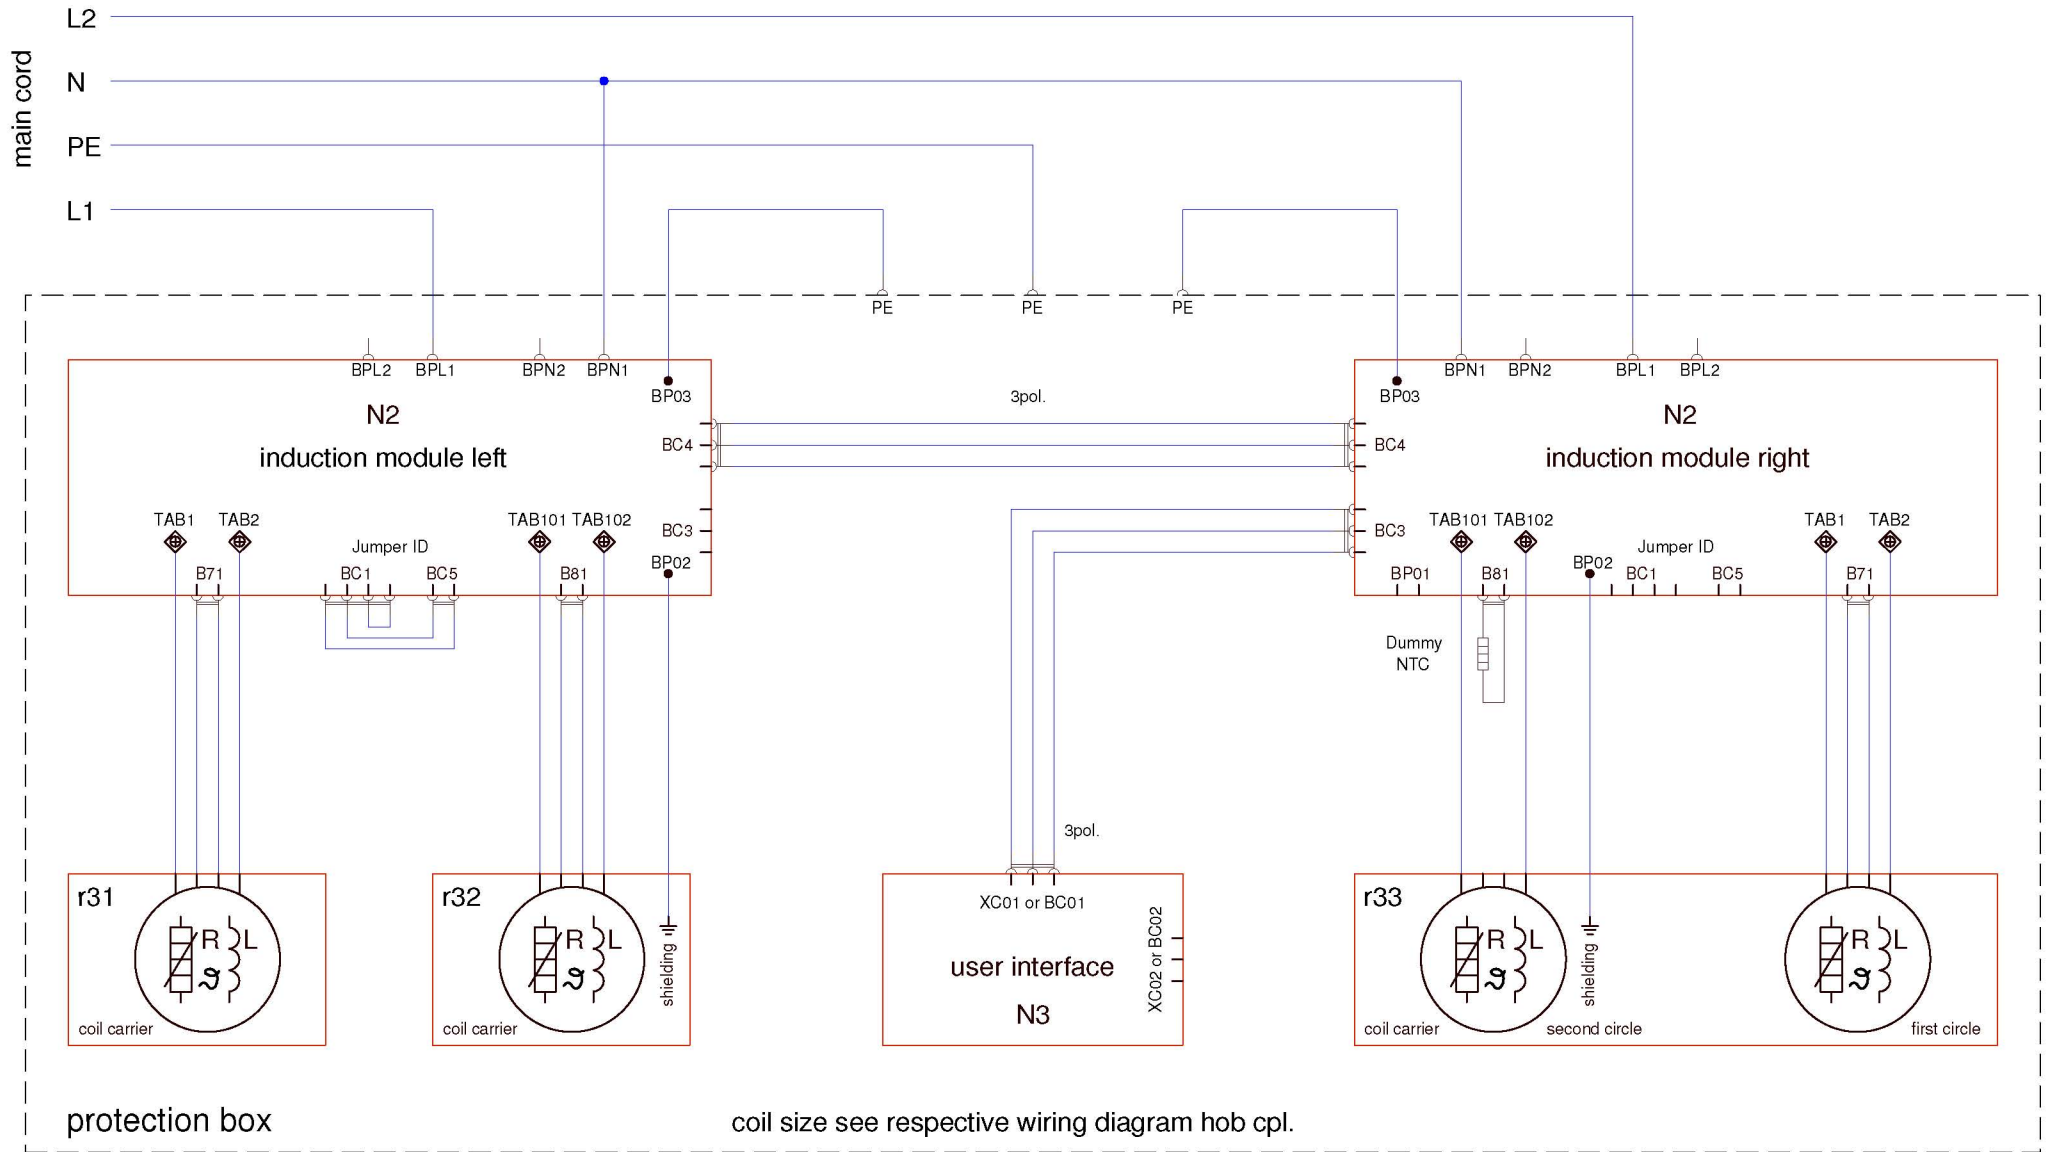 L2
main cord
N
PE
L1
PE PE PE
BPL2 BPL1 BPN2 BPN1
BPN1 BPN2 BPL1 BPL2
BP03
3pol.
BP03
N2
N2
BC4
BC4
induction module left
induction module right
TAB1 TAB2 TAB101 TAB102
BC3
BC3
TAB101 TAB102 TAB1 TAB2
Jumper ID
Jumper ID
BP02
BP02
B71 BC1 BC5 B81
BP01 B81 BC1 BC5 B71
Dummy
NTC
3pol.
r31
R L
ϑ
coil carrier
r32
R L
ϑ
shielding
coil carrier
XC01 or BC01
XC02 or BC02
user interface
N3
r33
R L
ϑ
shielding
R L
ϑ
coil carrier
second circle
first circle
protection box
coil size see respective wiring diagram hob cpl.